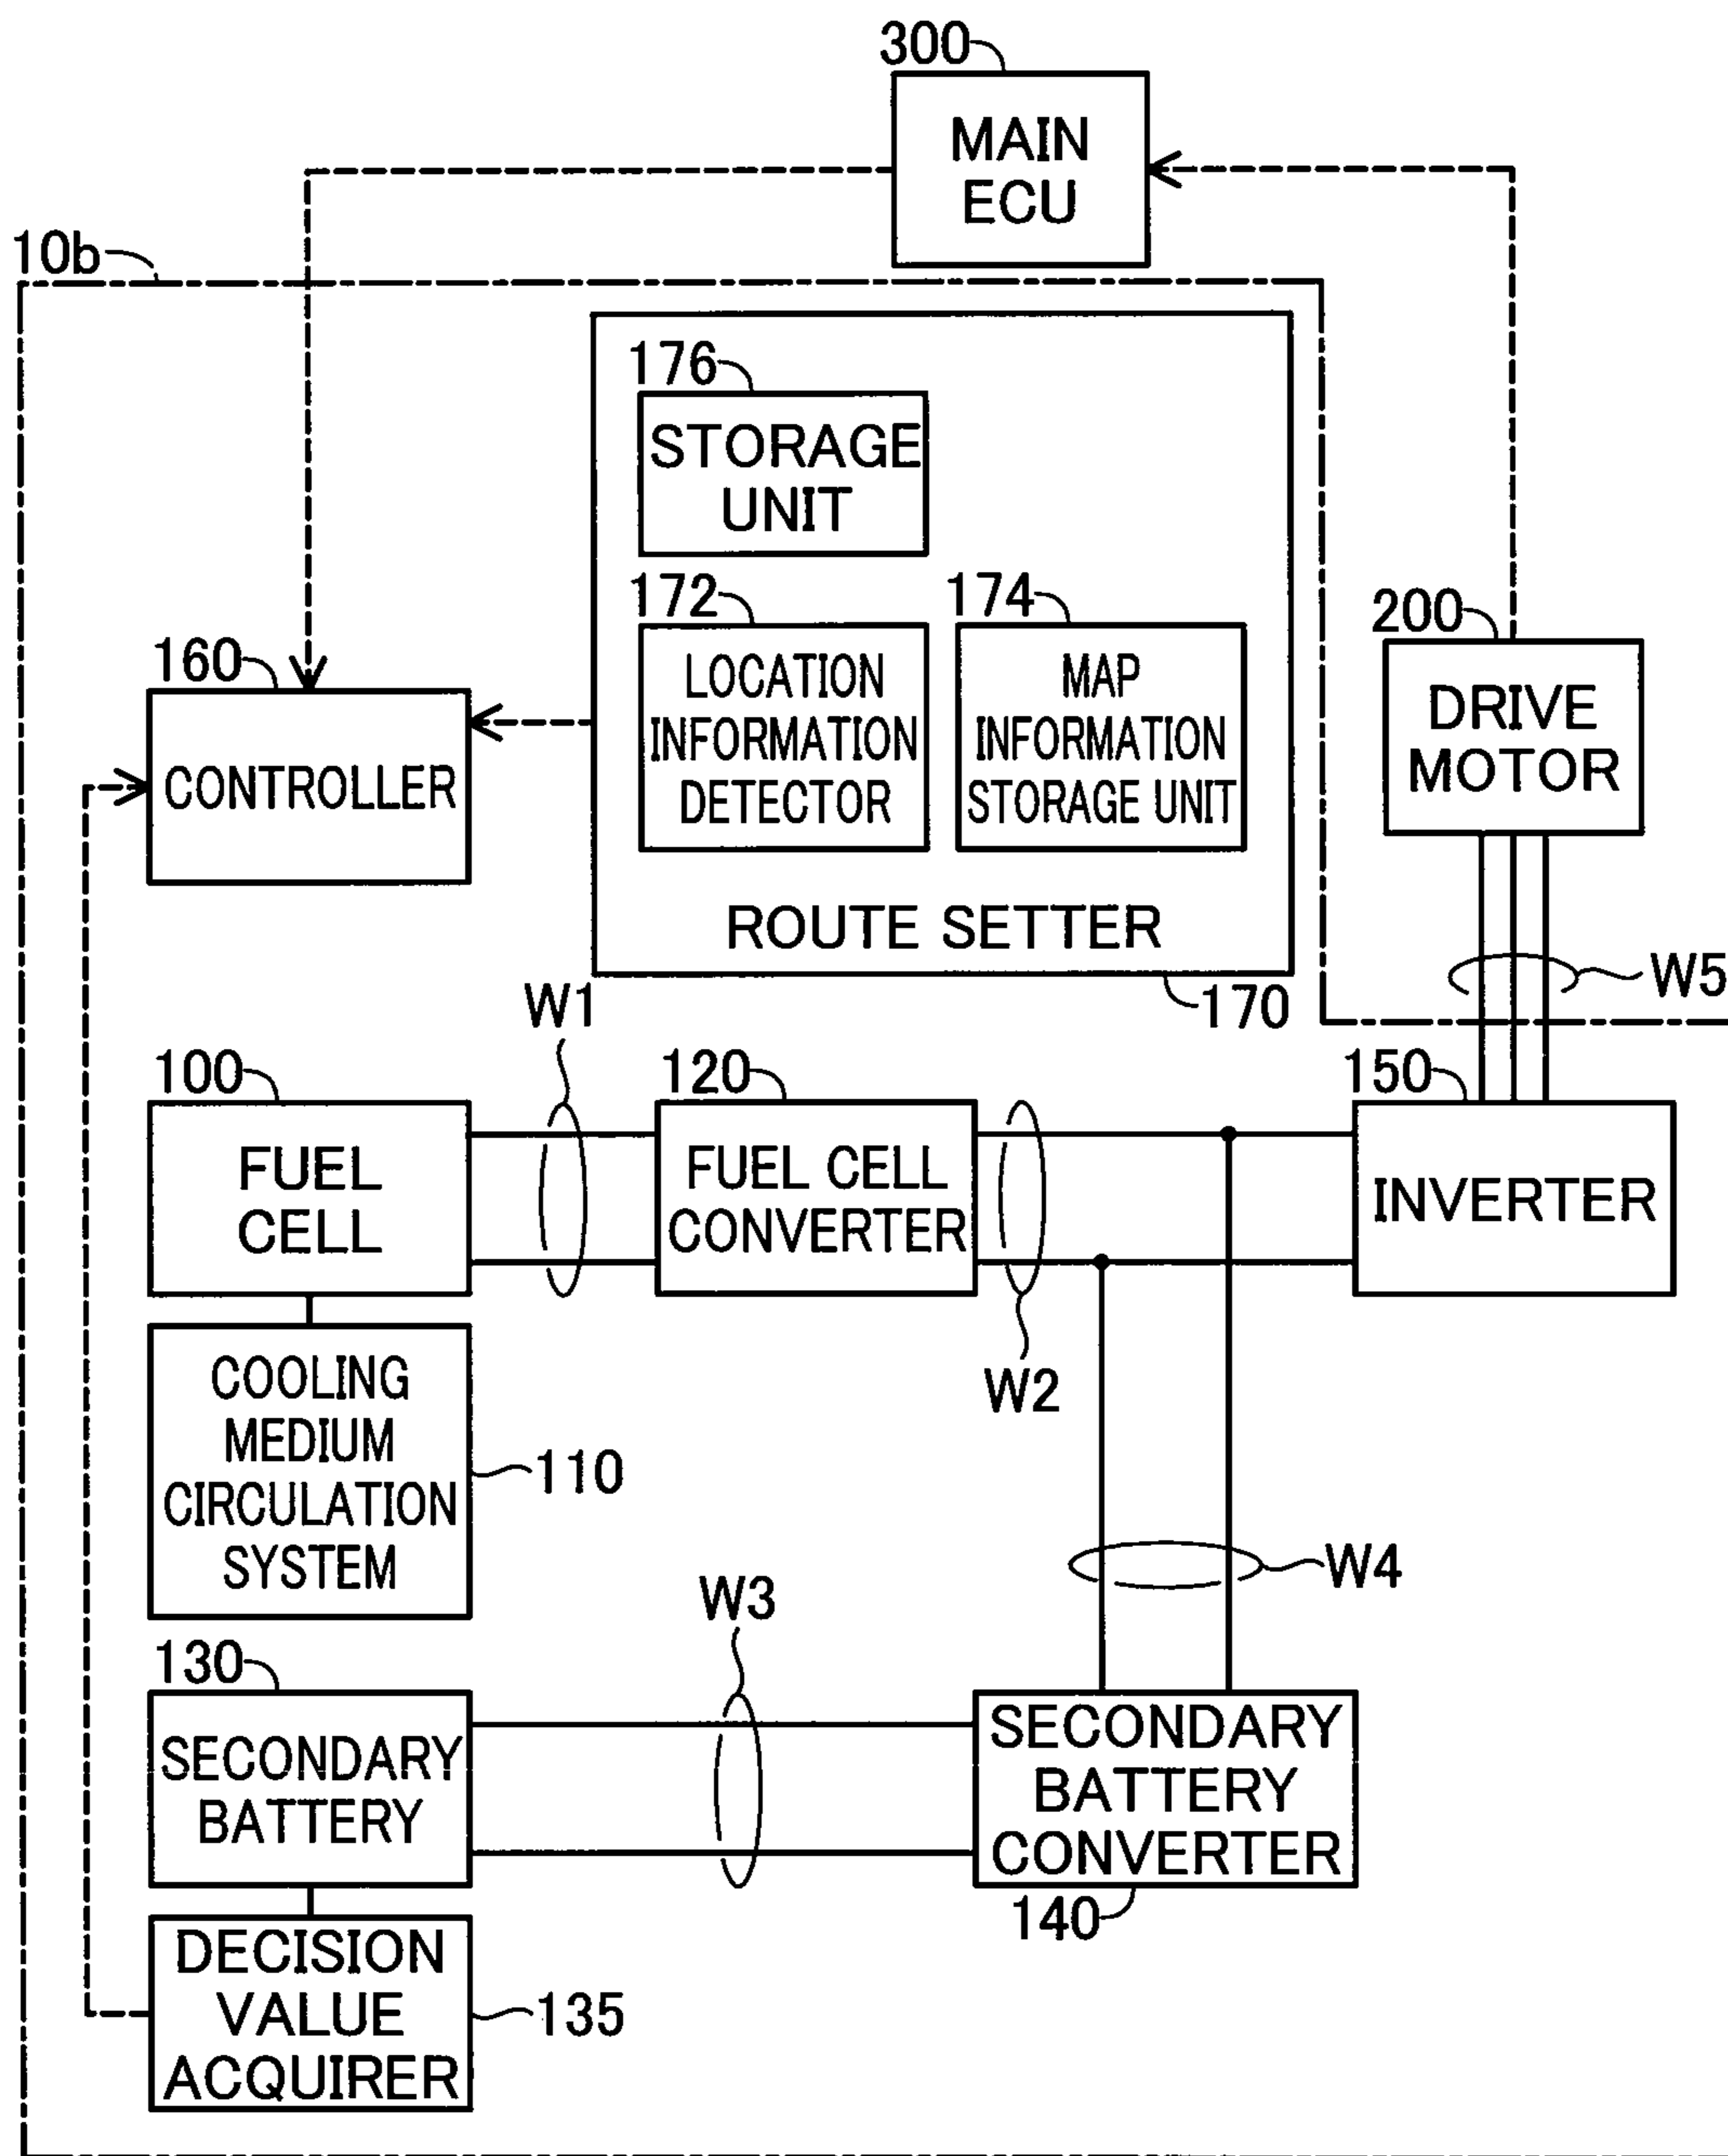 300
MAIN
ECU
10b
176
STORAGE
UNIT
172
LOCATION
INFORMATION
DETECTOR
174
MAP
INFORMATION
STORAGE UNIT
ROUTE SETTER
170
160
CONTROLLER
200
DRIVE
MOTOR
W5
W1
100
FUEL
CELL
120
FUEL CELL
CONVERTER
150
INVERTER
W2
COOLING
MEDIUM
CIRCULATION
SYSTEM
110
W4
W3
130
SECONDARY
BATTERY
SECONDARY
BATTERY
CONVERTER
140
DECISION
VALUE
ACQUIRER
135